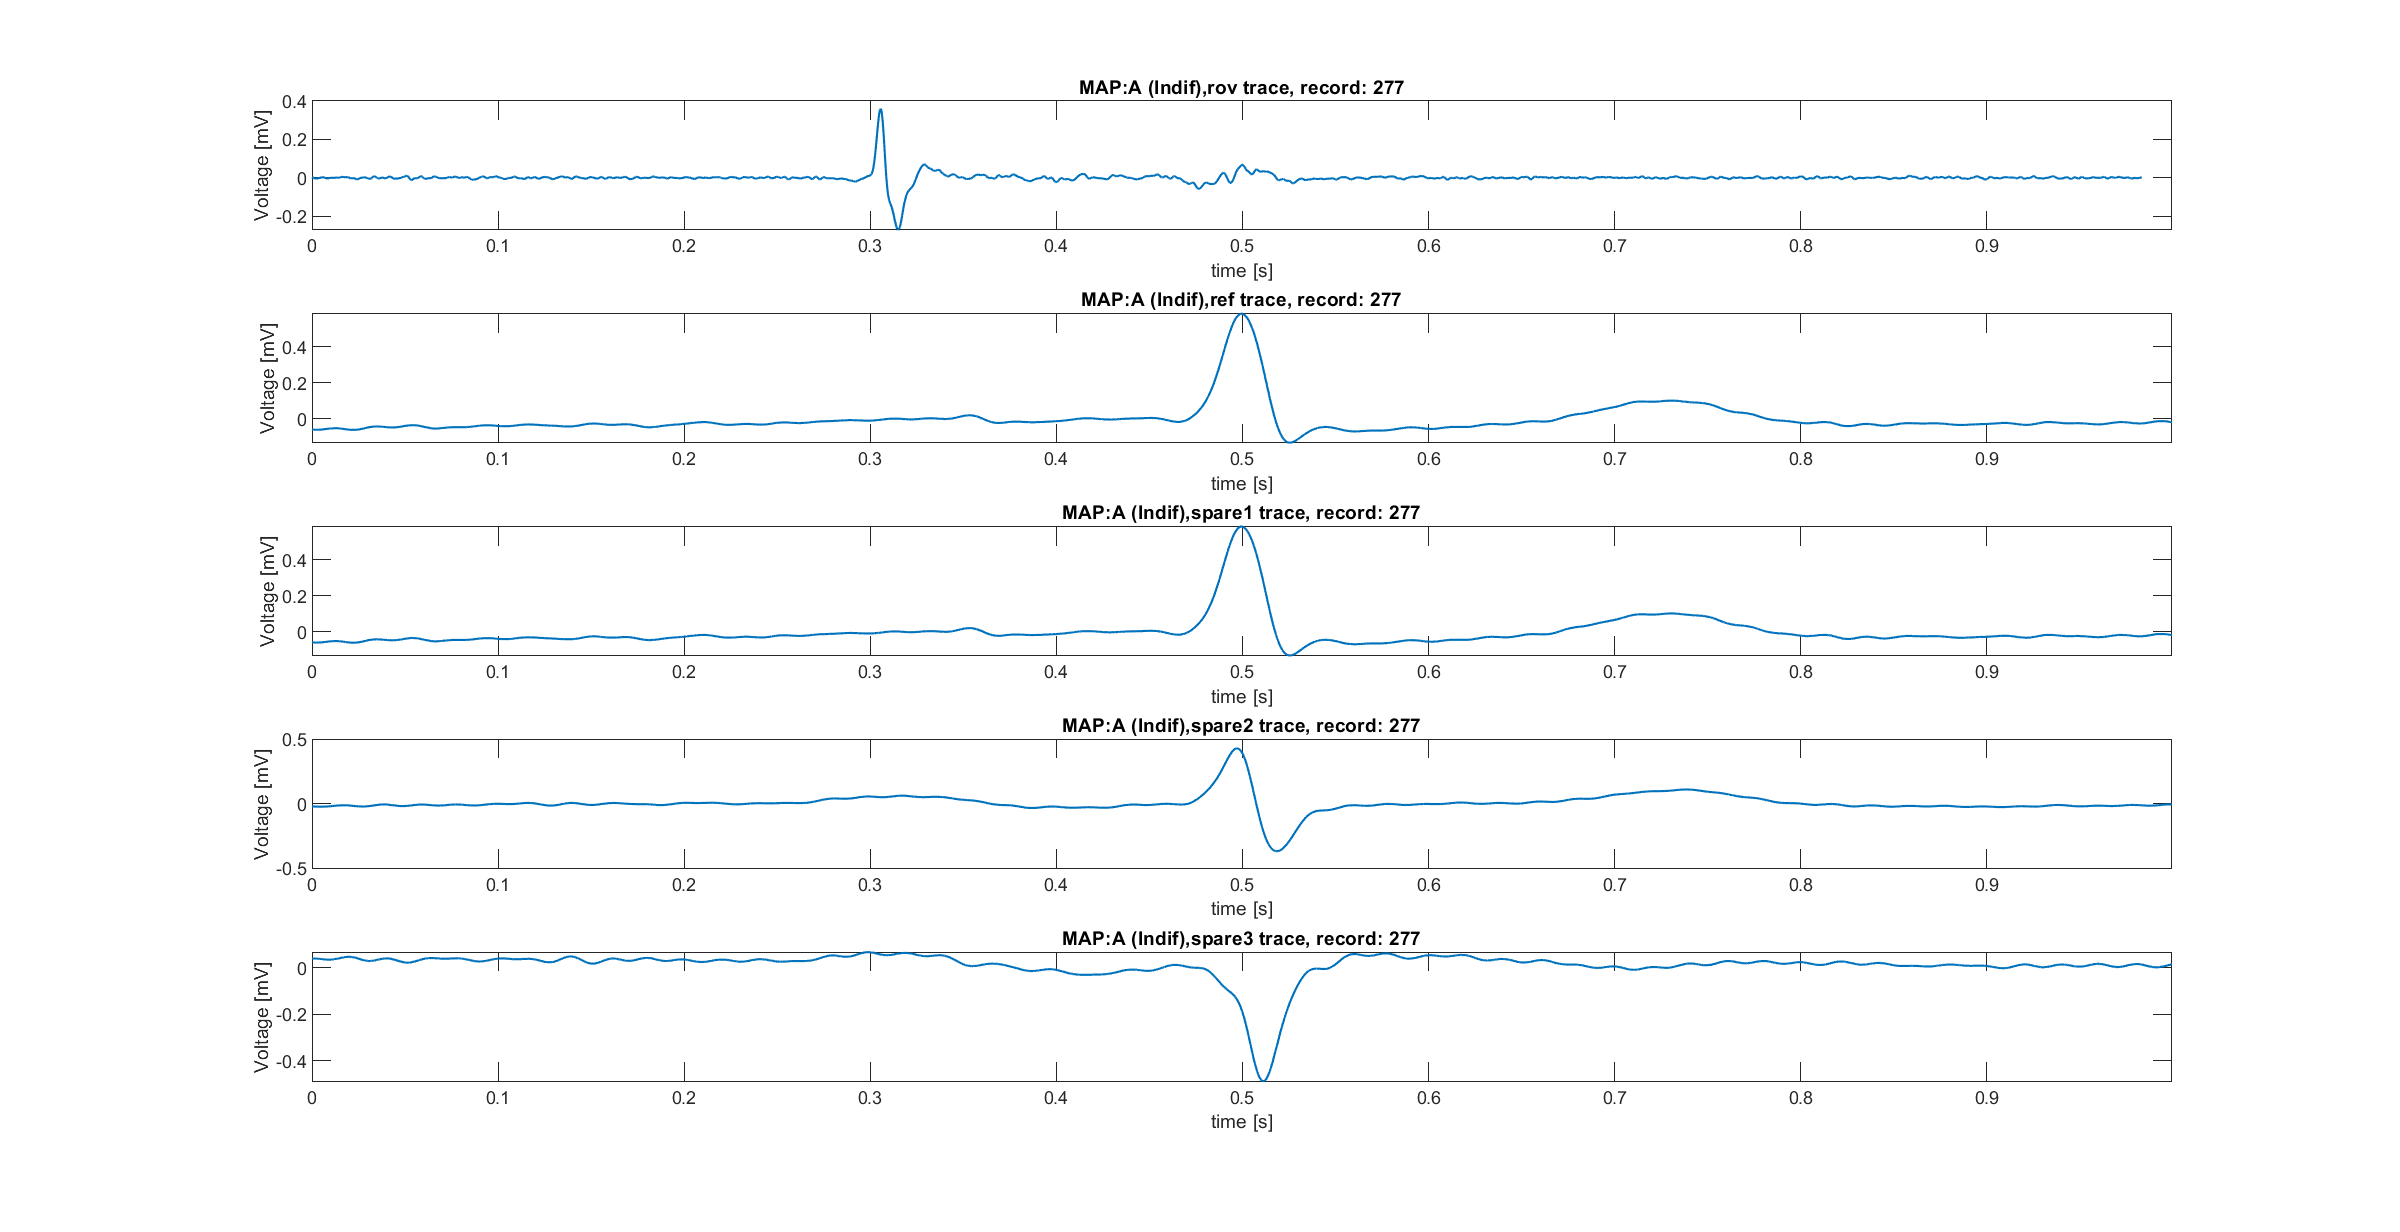 MAP:A (Indif),rov trace, record: 277
Voltage [mV]
0.4
0.2
0
-0.2
0 0.1 0.2 0.3 0.4 0.5 0.6 0.7 0.8 0.9
time [s]
MAP:A (Indif),ref trace, record: 277
Voltage [mV]
0.4
0.2
0
0 0.1 0.2 0.3 0.4 0.5 0.6 0.7 0.8 0.9
time [s]
MAP:A (Indif),spare1 trace, record: 277
Voltage [mV]
0.4
0.2
0
0 0.1 0.2 0.3 0.4 0.5 0.6 0.7 0.8 0.9
time [s]
MAP:A (Indif),spare2 trace, record: 277
Voltage [mV]
0.5
0
-0.5
0 0.1 0.2 0.3 0.4 0.5 0.6 0.7 0.8 0.9
time [s]
MAP:A (Indif),spare3 trace, record: 277
Voltage [mV]
0
-0.2
-0.4
0 0.1 0.2 0.3 0.4 0.5 0.6 0.7 0.8 0.9
time [s]